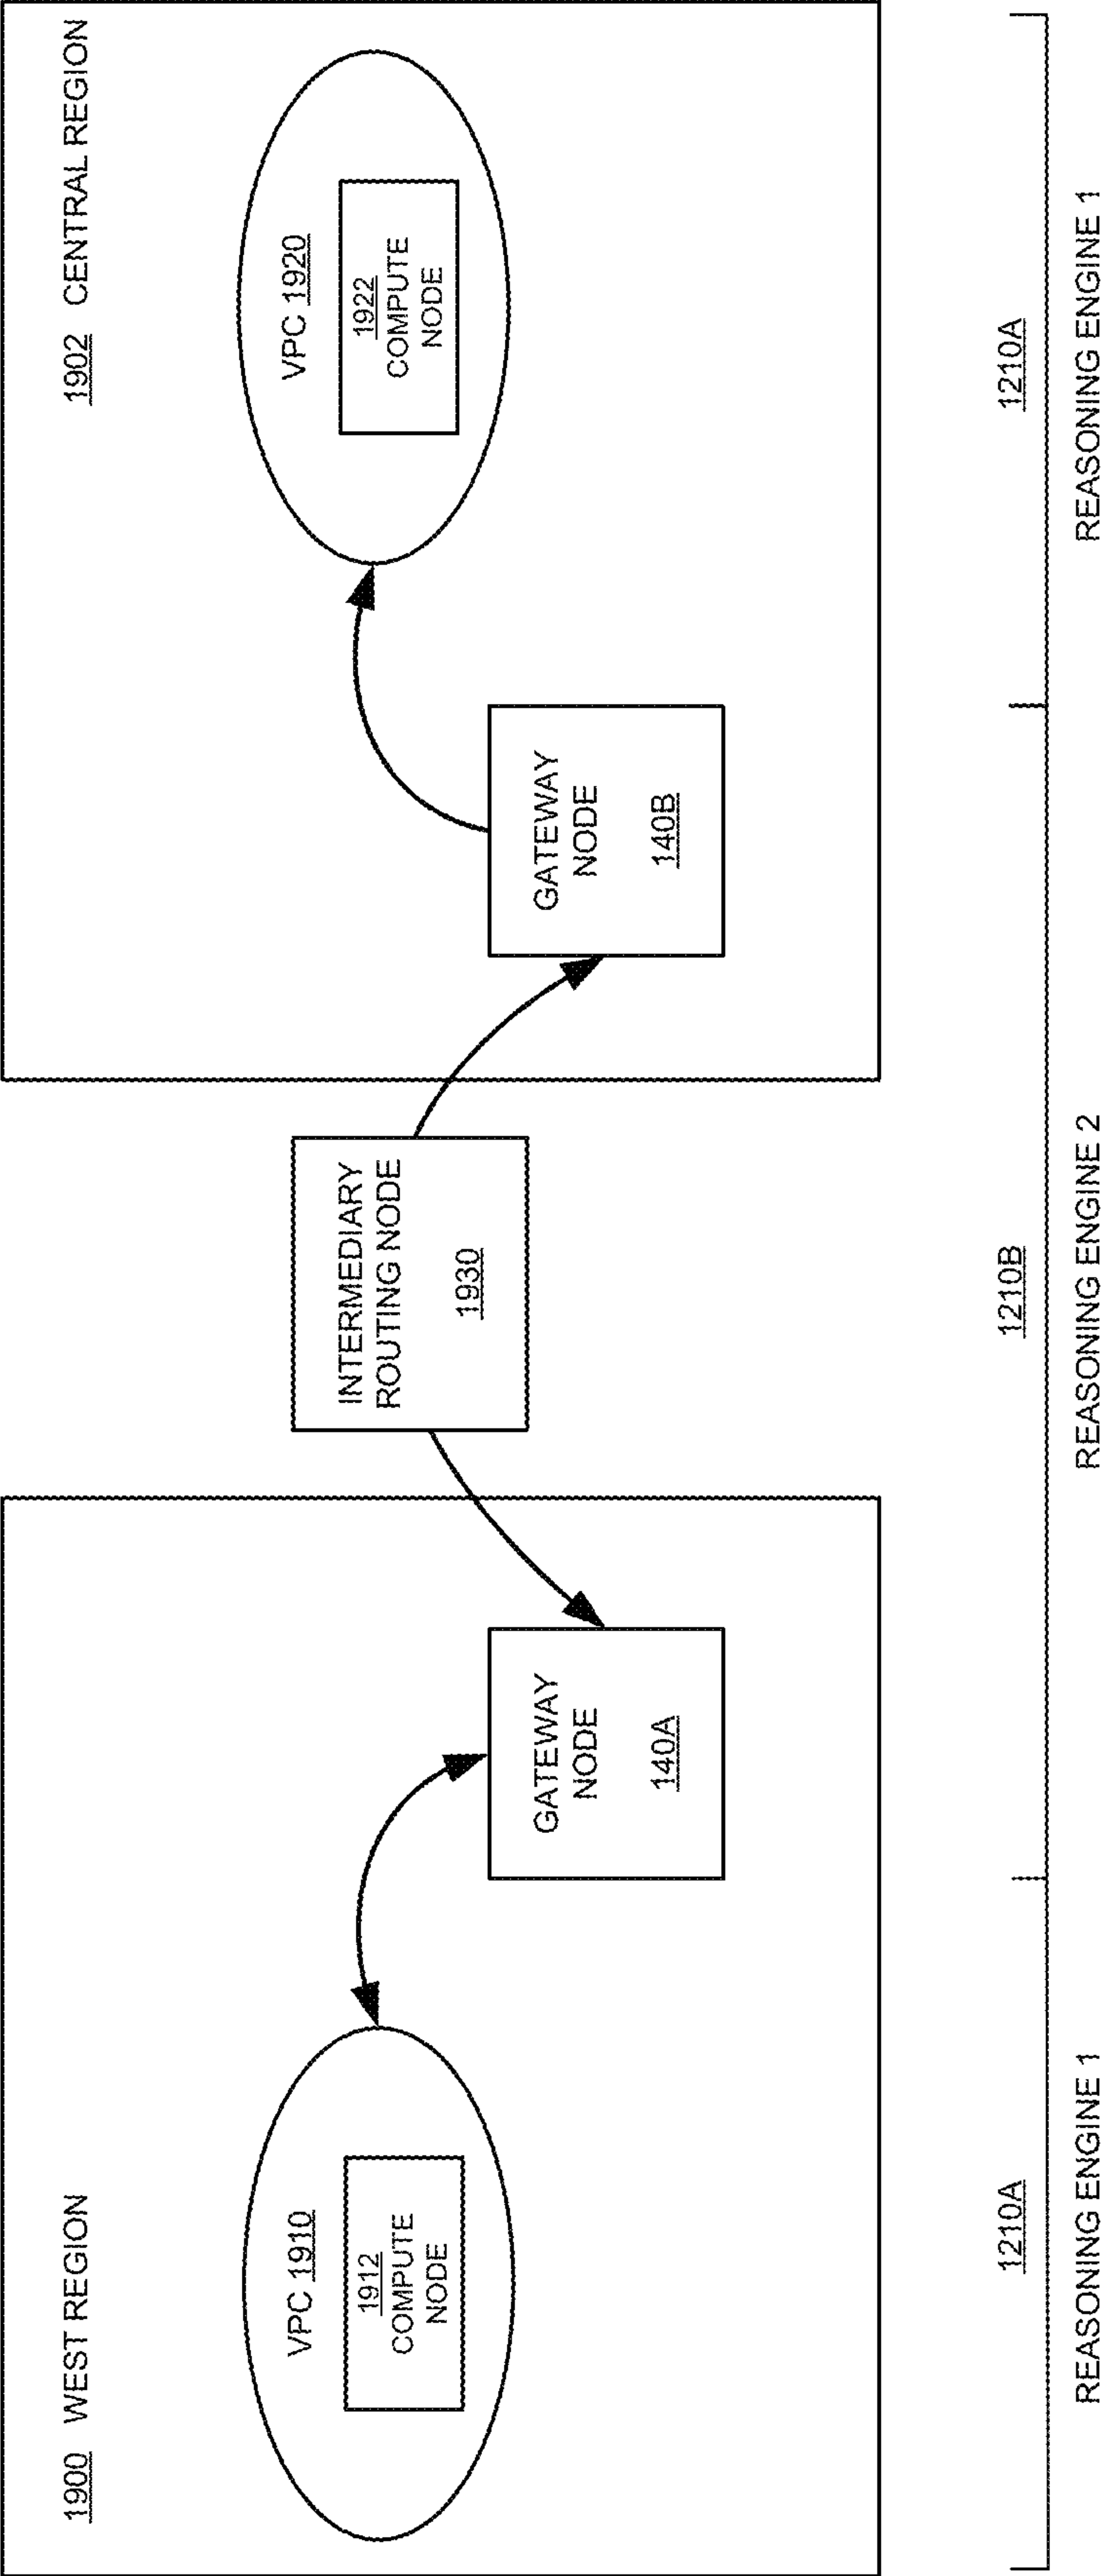 1900 WEST REGION
VPC 1910
1912
COMPUTE
NODE
GATEWAY
NODE
140A
INTERMEDIARY
ROUTING NODE
1930
1902 CENTRAL REGION
VPC 1920
1922
COMPUTE
NODE
GATEWAY
NODE
140B
1210A
REASONING ENGINE 1
1210B
REASONING ENGINE 2
1210A
REASONING ENGINE 1